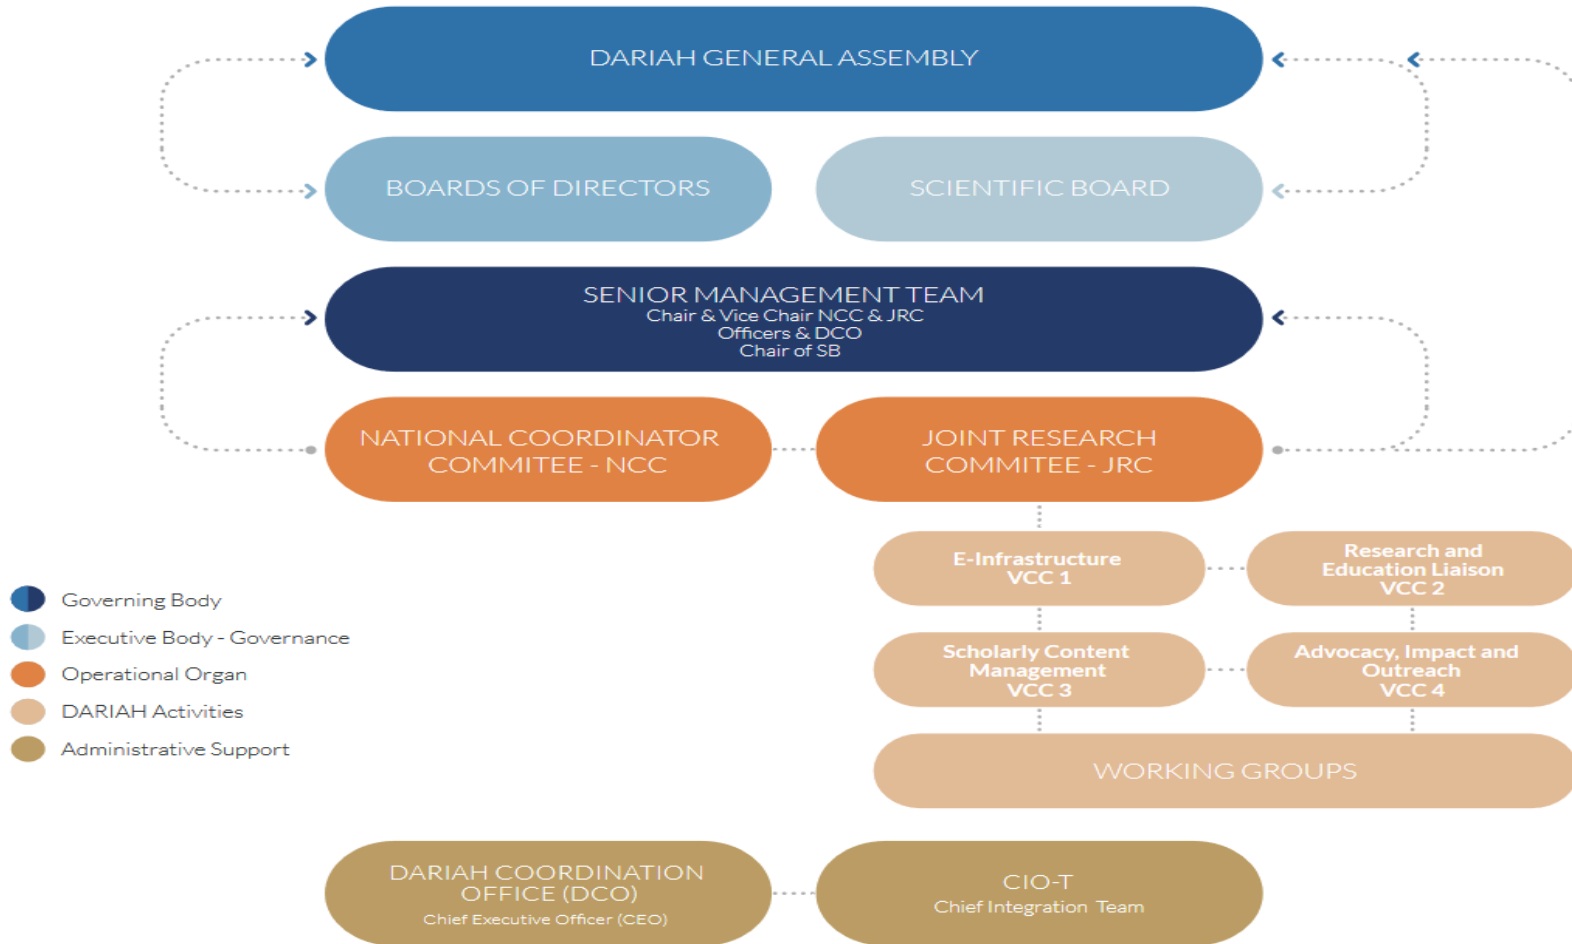 DARIAH GENERAL ASSEMBLY
BOARDS OF DIRECTORS
SCIENTIFIC BOARD
SENIOR MANAGEMENT TEAM
Chair & Vice Chair NCC & JRC
Officers & DCO
Chair of SB
NATIONAL COORDINATOR
COMMITEE - NCC
JOINT RESEARCH
COMMITEE - JRC
E-Infrastructure
VCC 1
Research and
Education Liaison
VCC 2
Scholarly Content
Management
VCC 3
Advocacy, Impact and
Outreach
VCC 4
WORKING GROUPS
Governing Body
Executive Body - Governance
Operational Organ
DARIAH Activities
Administrative Support
DARIAH COORDINATION
OFFICE (DCO)
Chief Executive Officer (CEO)
CIO-T
Chief Integration Team